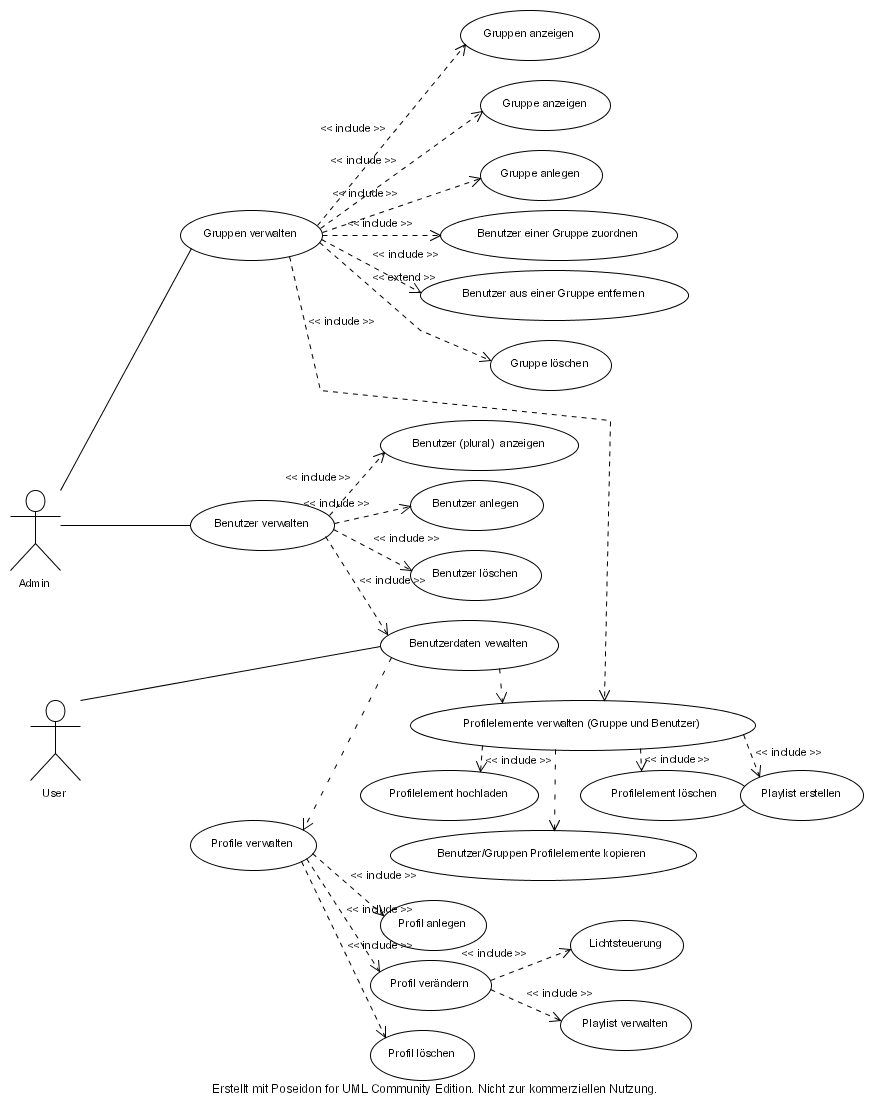 Gruppen anzeigen
Gruppe anzeigen
<< include >>
<< include >>
Gruppe anlegen
<< include >>
<< include >>
Gruppen verwalten
Benutzer einer Gruppe zuordnen
<< include >>
<< extend >>
Benutzer aus einer Gruppe entfernen
<< include >>
Gruppe löschen
Benutzer (plural) anzeigen
<< include >>
<< include >>
Benutzer anlegen
Benutzer verwalten
<< include >>
Benutzer löschen
<< include >>
Admin
Benutzerdaten vewalten
Profilelemente verwalten (Gruppe und Benutzer)
<< include >>
<< include >>
<< include >>
User
Profilelement hochladen
Profilelement löschen
Playlist erstellen
Profile verwalten
Benutzer/Gruppen Profilelemente kopieren
<< include >>
<< include >>
Profil anlegen
<< include >>
<< include >>
Lichtsteuerung
Profil verändern
<< include >>
Playlist verwalten
Profil löschen
Erstellt mit Poseidon for UML Community Edition. Nicht zur kommerziellen Nutzung.